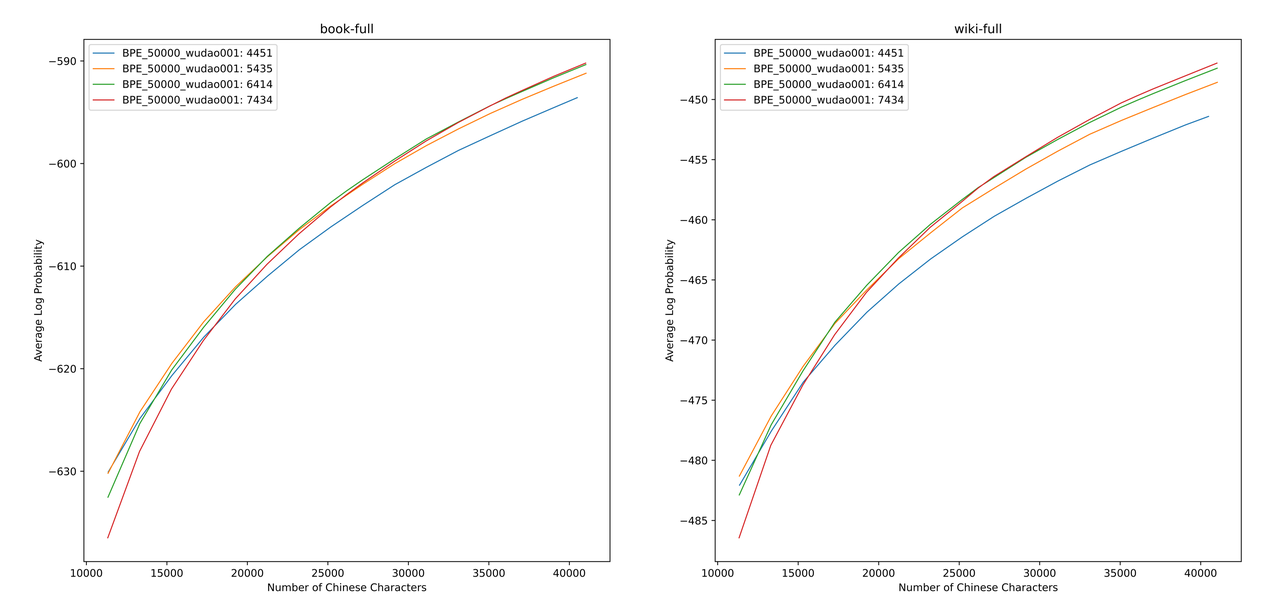 book-full
BPE_50000_wudao001: 4451
BPE_50000_wudao001: 5435
BPE_50000_wudao001: 6414
BPE_50000_wudao001: 7434
−590
−600
−610
−620
−630
Average Log Probability
10000 15000 20000 25000 30000 35000 40000
Number of Chinese Characters
wiki-full
BPE_50000_wudao001: 4451
BPE_50000_wudao001: 5435
BPE_50000_wudao001: 6414
BPE_50000_wudao001: 7434
−450
−455
−460
−465
−470
−475
−480
−485
Average Log Probability
10000 15000 20000 25000 30000 35000 40000
Number of Chinese Characters